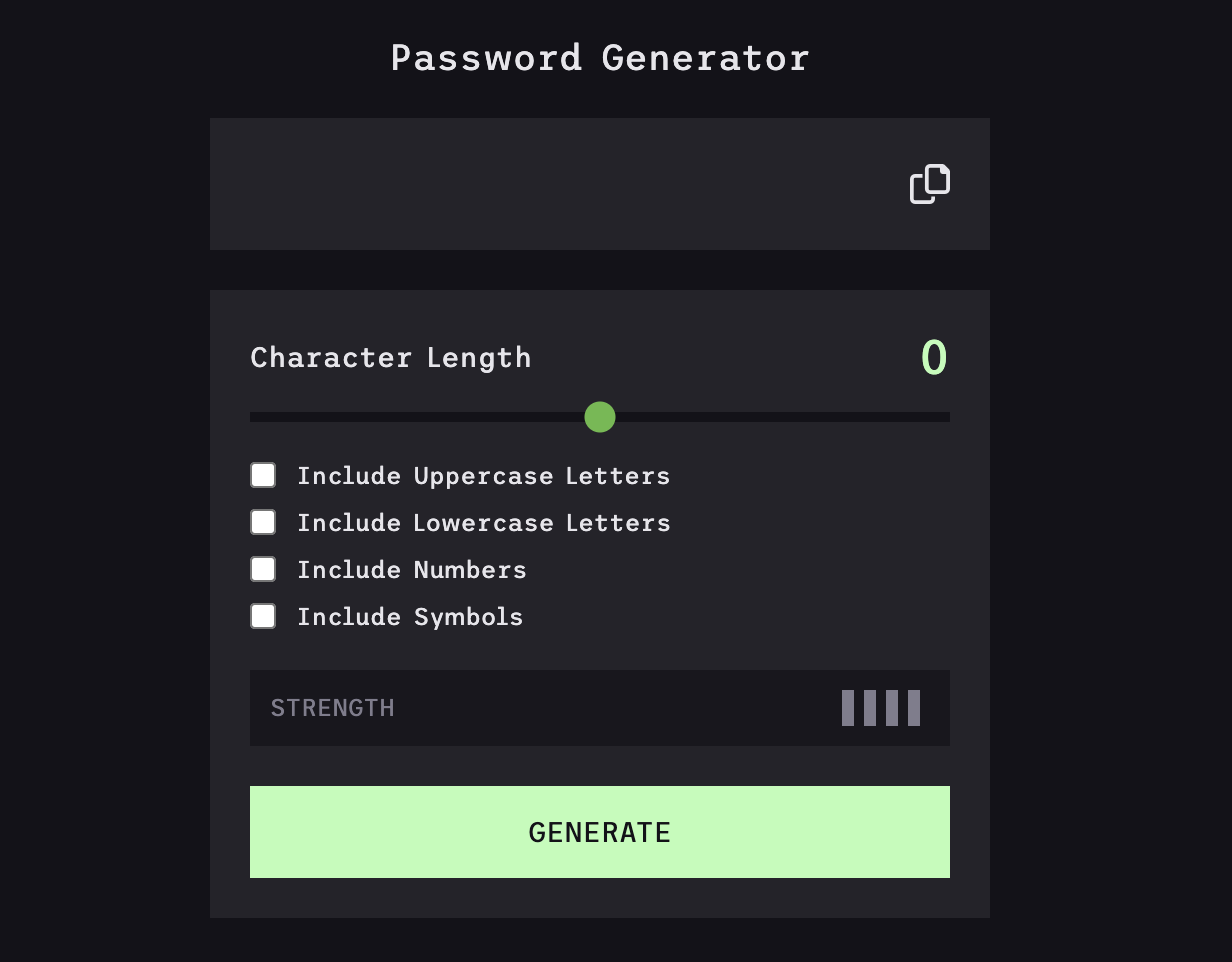 Password Generator
Character Length 0
Include Uppercase Letters
Include Lowercase Letters
Include Numbers
Include Symbols
STRENGTH
GENERATE